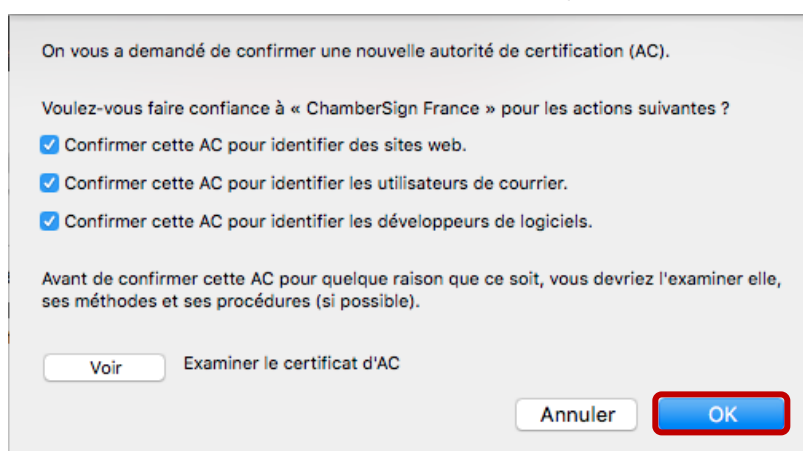 On vous a demandé de confirmer une nouvelle autorité de certification (AC).
Voulez-vous faire confiance à « ChamberSign France » pour les actions suivantes ?
Confirmer cette AC pour identifier des sites web.
Confirmer cette AC pour identifier les utilisateurs de courrier.
Confirmer cette AC pour identifier les développeurs de logiciels.
Avant de confirmer cette AC pour quelque raison que ce soit, vous devriez l'examiner elle,
ses méthodes et ses procédures (si possible).
Voir Examiner le certificat d'AC
Annuler OK